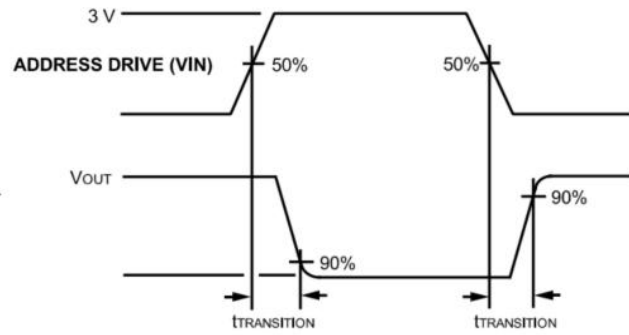 3 V
ADDRESS DRIVE (VIN)
50%
50%
VOUT
90%
90%
tTRANSITION
tTRANSITION